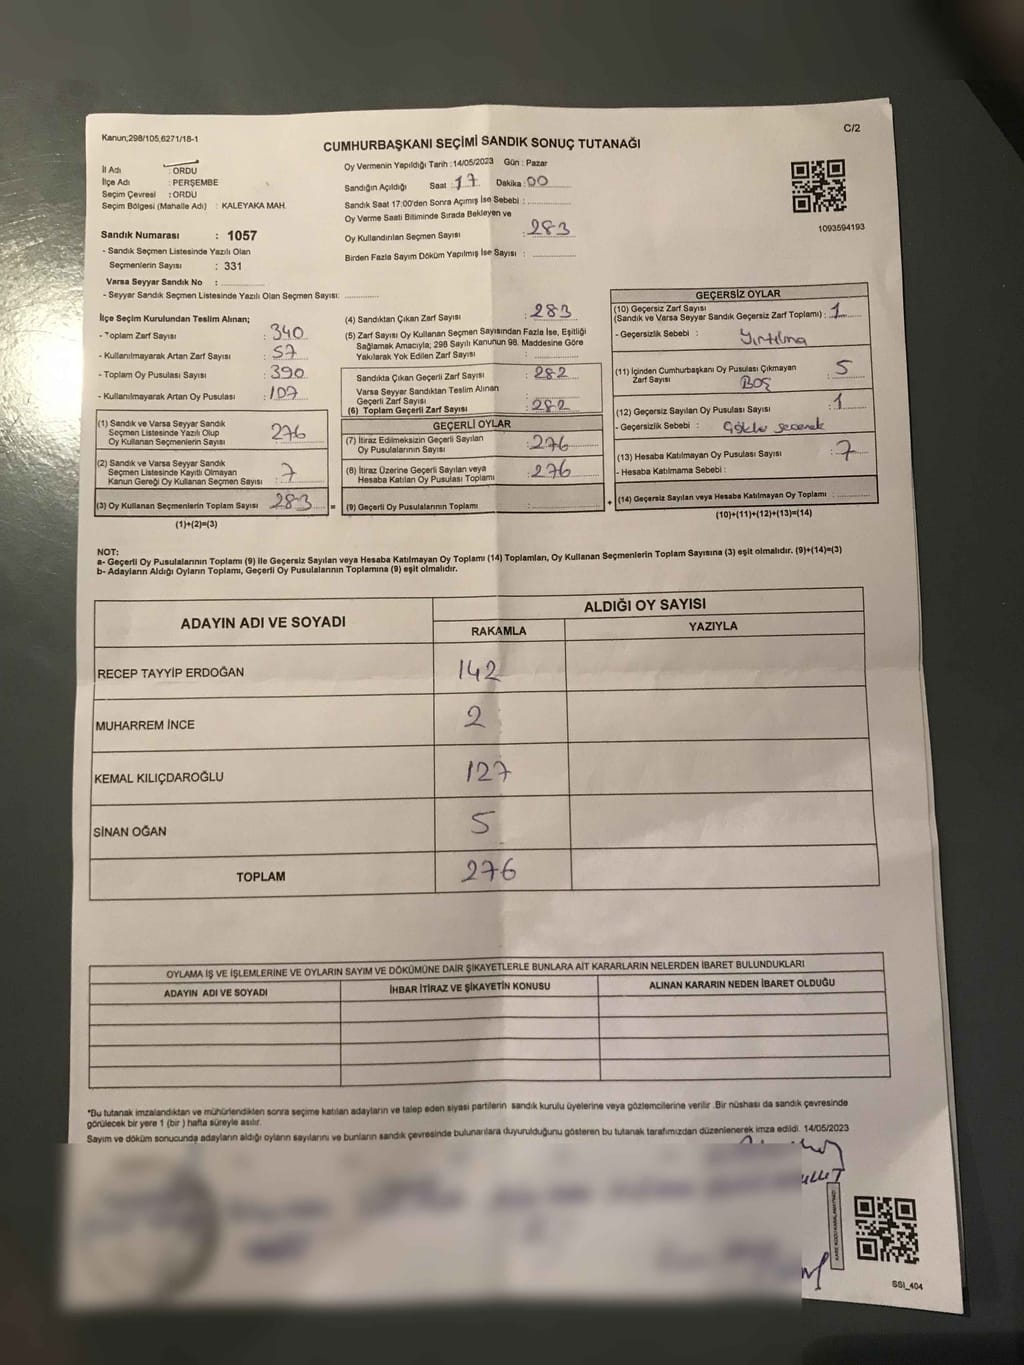 Kanun;298/105,6271/18-1
C/2
CUMHURBAŞKANI SEÇİMİ SANDIK SONUÇ TUTANAĞI
İl Adı : ORDU
İlçe Adı : PERŞEMBE
Seçim Çevresi : ORDU
Seçim Bölgesi (Mahalle Adı) : KALEYAKA MAH.
Sandık Numarası : 1057
- Sandık Seçmen Listesinde Yazılı Olan
Seçmenlerin Sayısı : 331
Varsa Seyyar Sandık No :
- Seyyar Sandık Seçmen Listesinde Yazılı Olan Seçmen Sayısı:
Oy Vermenin Yapıldığı Tarih :14/05/2023 Gün : Pazar
Sandığın Açıldığı Saat : 17 Dakika : 00
Sandık Saat 17:00'den Sonra Açımış İse Sebebi :
Oy Verme Saati Bitiminde Sırada Bekleyen ve
Oy Kullandırılan Seçmen Sayısı : 283
Birden Fazla Sayım Döküm Yapılmış İse Sayısı :
1093594193
İlçe Seçim Kurulundan Teslim Alınan;
- Toplam Zarf Sayısı : 340
- Kullanılmayarak Artan Zarf Sayısı : 57
- Toplam Oy Pusulası Sayısı : 390
- Kullanılmayarak Artan Oy Pusulası : 107
(1) Sandık ve Varsa Seyyar Sandık
Seçmen Listesinde Yazılı Olup
Oy Kullanan Seçmenlerin Sayısı : 276
(2) Sandık ve Varsa Seyyar Sandık
Seçmen Listesinde Kayıtlı Olmayan
Kanun Gereği Oy Kullanan Seçmen Sayısı : 7
(3) Oy Kullanan Seçmenlerin Toplam Sayısı 283
(1)+(2)=(3)
=
(4) Sandıktan Çıkan Zarf Sayısı : 283
(5) Zarf Sayısı Oy Kullanan Seçmen Sayısından Fazla İse, Eşitliği
Sağlamak Amacıyla; 298 Sayılı Kanunun 98. Maddesine Göre
Yakılarak Yok Edilen Zarf Sayısı :
Sandıkta Çıkan Geçerli Zarf Sayısı : 282
Varsa Seyyar Sandıktan Teslim Alınan
Geçerli Zarf Sayısı :
(6) Toplam Geçerli Zarf Sayısı : 282
GEÇERLİ OYLAR
(7) İtiraz Edilmeksizin Geçerli Sayılan
Oy Pusulalarının Sayısı : 276
(8) İtiraz Üzerine Geçerli Sayılan veya
Hesaba Katılan Oy Pusulası Toplamı : 276
(9) Geçerli Oy Pusulalarının Toplamı :
+
GEÇERSİZ OYLAR
(10) Geçersiz Zarf Sayısı
(Sandık ve Varsa Seyyar Sandık Geçersiz Zarf Toplamı) : 1
- Geçersizlik Sebebi : Yırtılma
(11) İçinden Cumhurbaşkanı Oy Pusulası Çıkmayan
Zarf Sayısı : 5
BOŞ
(12) Geçersiz Sayılan Oy Pusulası Sayısı : 1
- Geçersizlik Sebebi :
(13) Hesaba Katılmayan Oy Pusulası Sayısı : 7
- Hesaba Katılmama Sebebi :
(14) Geçersiz Sayılan veya Hesaba Katılmayan Oy Toplamı :
(10)+(11)+(12)+(13)=(14)
NOT:
a- Geçerli Oy Pusulalarının Toplamı (9) ile Geçersiz Sayılan veya Hesaba Katılmayan Oy Toplamı (14) Toplamları, Oy Kullanan Seçmenlerin Toplam Sayısına (3) eşit olmalıdır. (9)+(14)=(3)
b- Adayların Aldığı Oyların Toplamı, Geçerli Oy Pusulalarının Toplamına (9) eşit olmalıdır.
ADAYIN ADI VE SOYADI
ALDIĞI OY SAYISI
RAKAMLA YAZIYLA
RECEP TAYYİP ERDOĞAN 142
MUHARREM İNCE 2
KEMAL KILIÇDAROĞLU 127
SİNAN OĞAN 5
TOPLAM 276
OYLAMA İŞ VE İŞLEMLERİNE VE OYLARIN SAYIM VE DÖKÜMÜNE DAİR ŞİKAYETLERLE BUNLARA AİT KARARLARIN NELERDEN İBARET BULUNDUKLARI
ADAYIN ADI VE SOYADI İHBAR İTİRAZ VE ŞİKAYETİN KONUSU ALINAN KARARIN NEDEN İBARET OLDUĞU
*Bu tutanak imzalandıktan ve mühürlendikten sonra seçime katılan adayların ve talep eden siyasi partilerin sandık kurulu üyelerine veya gözlemcilerine verilir .Bir nüshası da sandık çevresinde
görülecek bir yere 1 (bir ) hafta süreyle asılır.
Sayım ve döküm sonucunda adayların aldığı oyların sayılarını ve bunların sandık çevresinde bulunanlara duyurulduğunu gösteren bu tutanak tarafımızdan düzenlenerek imza edildi. 14/05/2023
KARE KODU KARALAMAYINIZ!
SSI_404